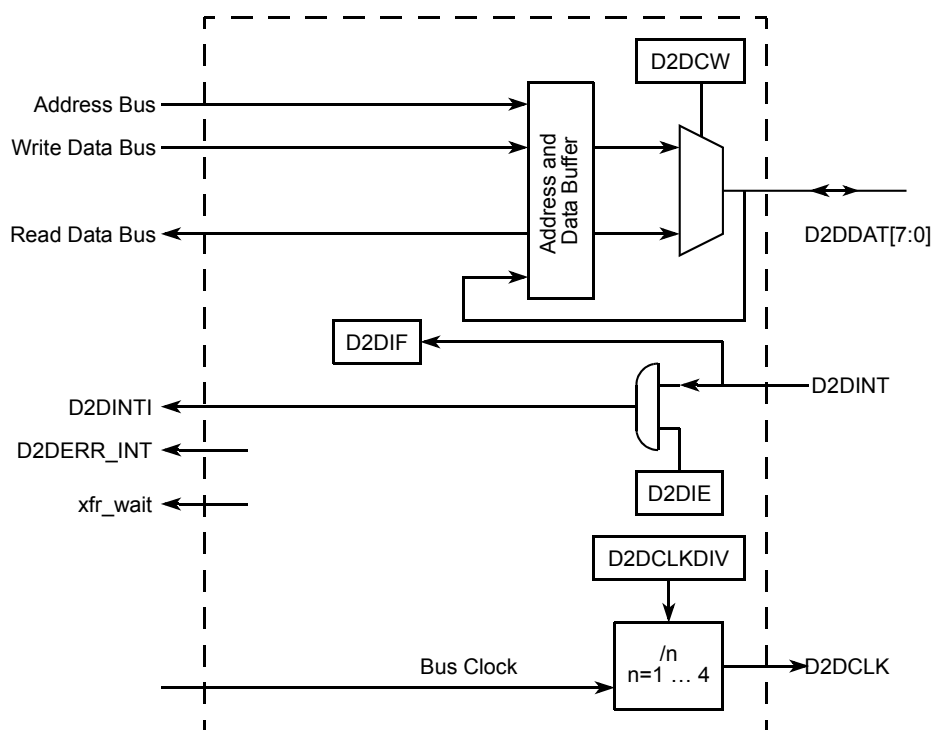 D2DCW
Address Bus
Write Data Bus
Address and
Data Buffer
Read Data Bus
D2DDAT[7:0]
D2DIF
D2DINT
D2DINTI
D2DERR_INT
D2DIE
xfr_wait
D2DCLKDIV
/n
n=1 … 4
Bus Clock
D2DCLK